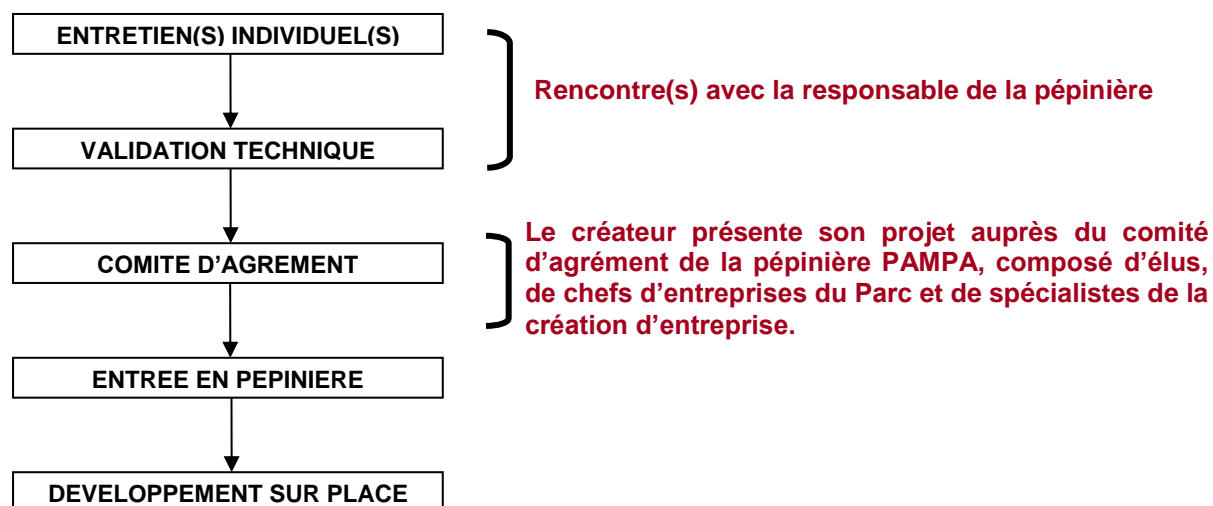 ENTRETIEN(S) INDIVIDUEL(S)
Rencontre(s) avec la responsable de la pépinière
VALIDATION TECHNIQUE
Le créateur présente son projet auprès du comité
d'agrément de la pépinière PAMPA, composé d'élus,
de chefs d'entreprises du Parc et de spécialistes de la
création d'entreprise.
COMITE D'AGREMENT
ENTREE EN PEPINIERE
DEVELOPPEMENT SUR PLACE